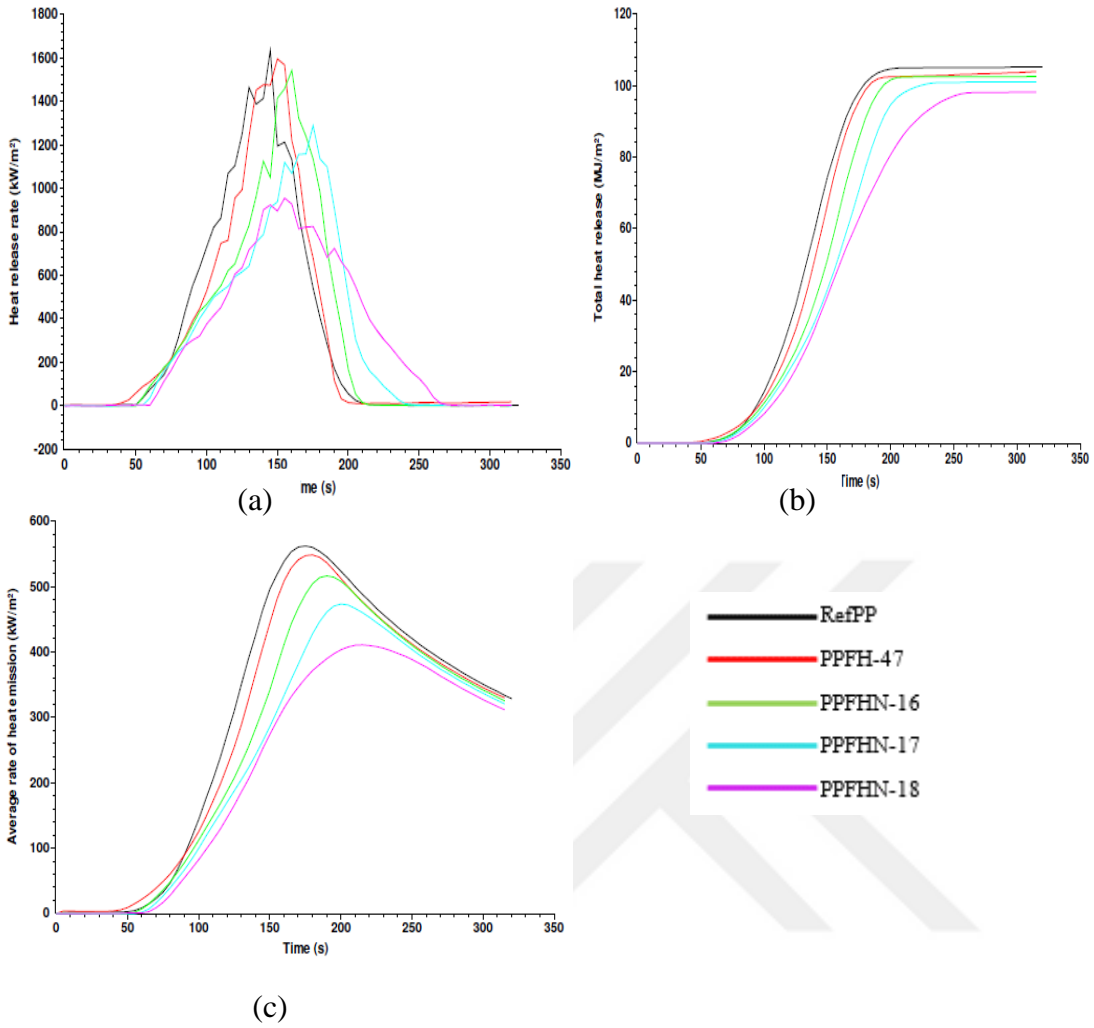 1800
1600
1400
1200
1000
800
600
400
200
0
-200
Heat release rate (kW/m²)
0 50 100 150 200 250 300 350
me (s)
(a)
120
100
80
60
40
20
0
Total heat release (MJ/m²)
0 50 100 150 200 250 300 350
Time (s)
(b)
600
500
400
300
200
100
0
Average rate of heat emission (kW/m²)
0 50 100 150 200 250 300 350
Time (s)
(c)
RefPP
PPFH-47
PPFHN-16
PPFHN-17
PPFHN-18